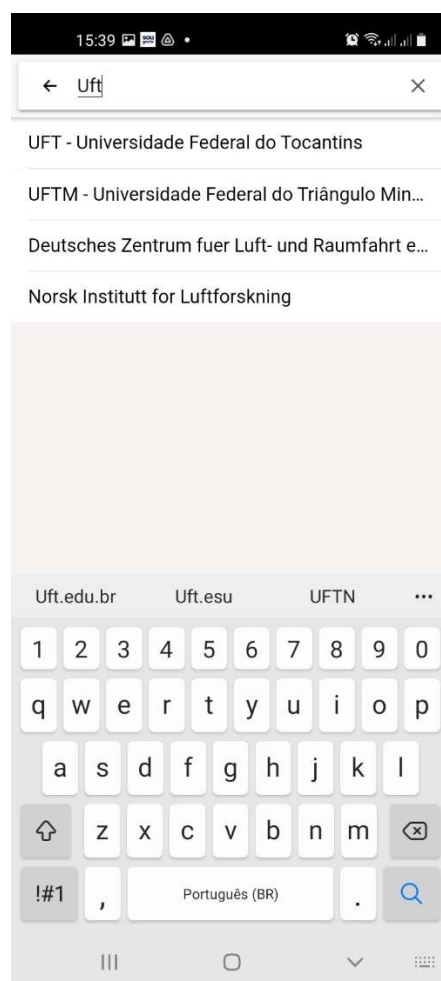 15:39
Uft
UFT - Universidade Federal do Tocantins
UFTM - Universidade Federal do Triângulo Min...
Deutsches Zentrum fuer Luft- und Raumfahrt e...
Norsk Institutt for Luftforskning
Uft.edu.br Uft.esu UFTN ...
1 2 3 4 5 6 7 8 9 0
q w e r t y u i o p
a s d f g h j k l
z x c v b n m
!#1 , Português (BR) .